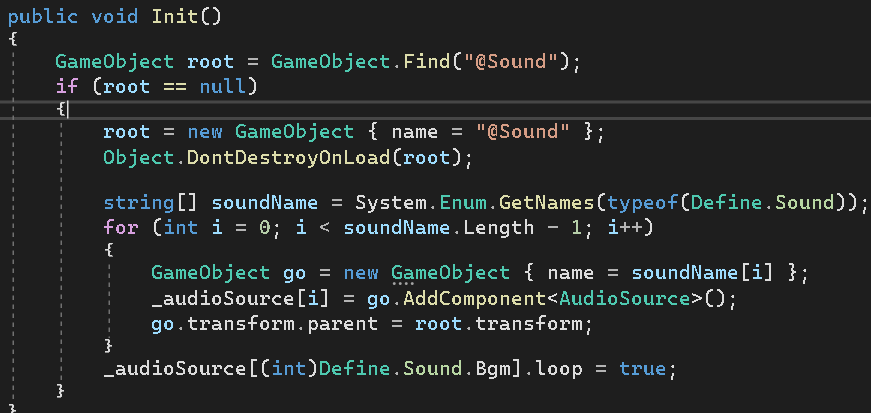 public void Init()
{
    GameObject root = GameObject.Find("@Sound");
    if (root == null)
    {
        root = new GameObject { name = "@Sound" };
        Object.DontDestroyOnLoad(root);

        string[] soundName = System.Enum.GetNames(typeof(Define.Sound));
        for (int i = 0; i < soundName.Length - 1; i++)
        {
            GameObject go = new GameObject { name = soundName[i] };
            _audioSource[i] = go.AddComponent<AudioSource>();
            go.transform.parent = root.transform;
        }
        _audioSource[(int)Define.Sound.Bgm].loop = true;
    }
}